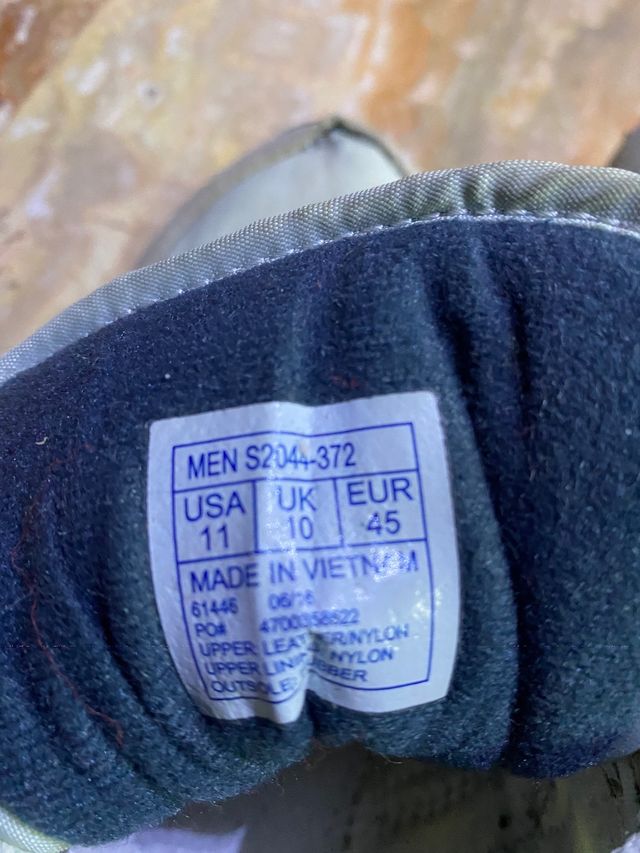 MEN S2044-372
USA UK EUR
11 10 45
MADE IN VIETNAM
61446 06/16
PO# 4700358522
UPPER: LEATHER/NYLON
UPPER LINING: NYLON
OUTSOLE: RUBBER